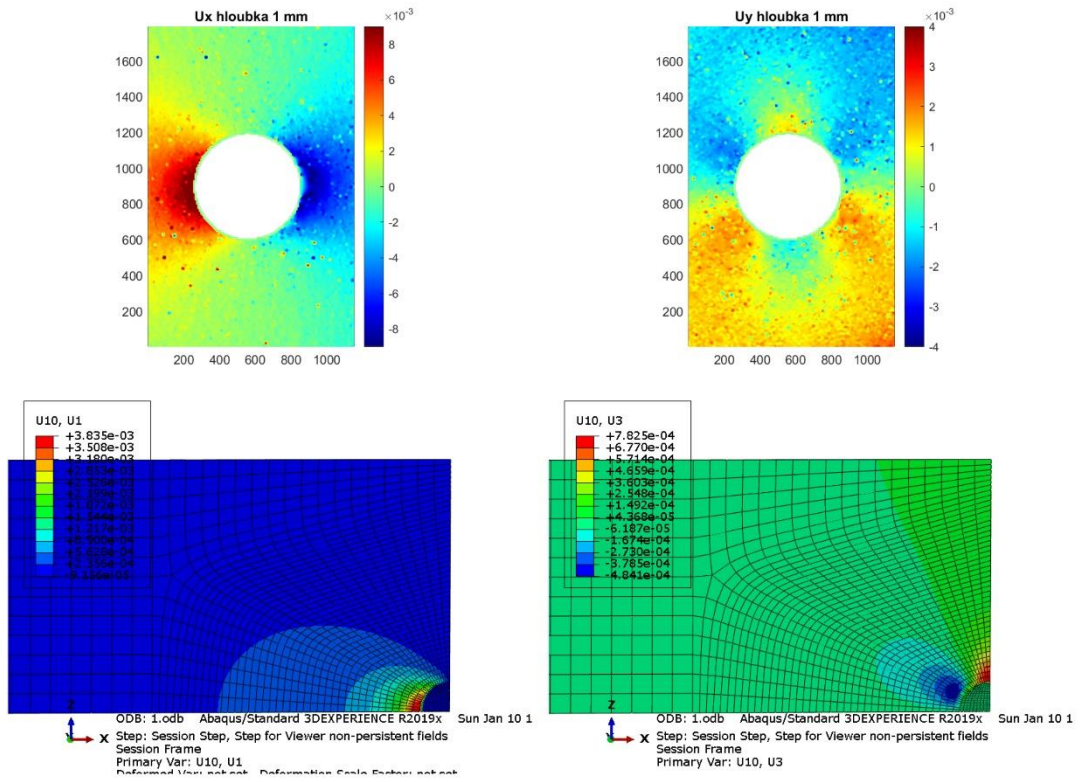 Ux hloubka 1 mm
×10⁻³
1600
1400
1200
1000
800
600
400
200
200 400 600 800 1000
8
6
4
2
0
-2
-4
-6
-8
Uy hloubka 1 mm
×10⁻³
1600
1400
1200
1000
800
600
400
200
200 400 600 800 1000
4
3
2
1
0
-1
-2
-3
-4
U10, U1
+3.835e-03
+3.508e-03
+3.180e-03
Z
Y
X
ODB: 1.odb Abaqus/Standard 3DEXPERIENCE R2019x Sun Jan 10 1
Step: Session Step, Step for Viewer non-persistent fields
Session Frame
Primary Var: U10, U1
U10, U3
+7.825e-04
+6.770e-04
+5.714e-04
+4.659e-04
+3.603e-04
+2.548e-04
+1.492e-04
+4.368e-05
-6.187e-05
-1.674e-04
-2.730e-04
-3.785e-04
-4.841e-04
Z
Y
X
ODB: 1.odb Abaqus/Standard 3DEXPERIENCE R2019x Sun Jan 10 1
Step: Session Step, Step for Viewer non-persistent fields
Session Frame
Primary Var: U10, U3